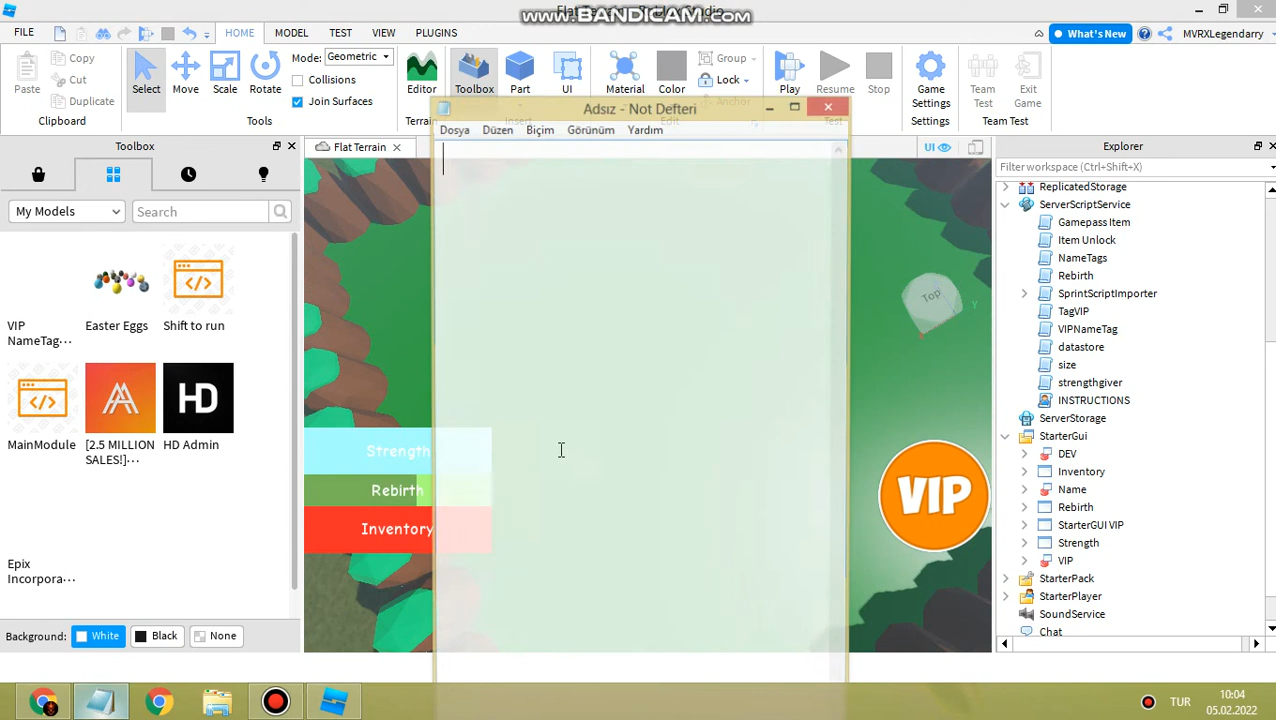 www.BANDICAM.com
FILE HOME MODEL TEST VIEW PLUGINS
What's New MVRXLegendarry
Paste Copy Cut Duplicate Clipboard
Select Move Scale Rotate Tools
Mode: Geometric
Collisions
Join Surfaces
Editor Terrain
Toolbox Part UI
Material Color
Group
Lock
Anchor
Play Resume Stop
Game Settings Settings
Team Test Exit Game Team Test
Toolbox
My Models Search
VIP NameTag...
Easter Eggs
Shift to run
MainModule
[2.5 MILLION SALES!]...
HD
HD Admin
Epix Incorpora...
Background: White Black None
Flat Terrain
UI
Adsız - Not Defteri
Dosya Düzen Biçim Görünüm Yardım
Top
Y
Strength
Rebirth
Inventory
VIP
Explorer
Filter workspace (Ctrl+Shift+X)
ReplicatedStorage
ServerScriptService
Gamepass Item
Item Unlock
NameTags
Rebirth
SprintScriptImporter
TagVIP
VIPNameTag
datastore
size
strengthgiver
INSTRUCTIONS
ServerStorage
StarterGui
DEV
Inventory
Name
Rebirth
StarterGUI VIP
Strength
VIP
StarterPack
StarterPlayer
SoundService
Chat
TUR
10:04
05.02.2022